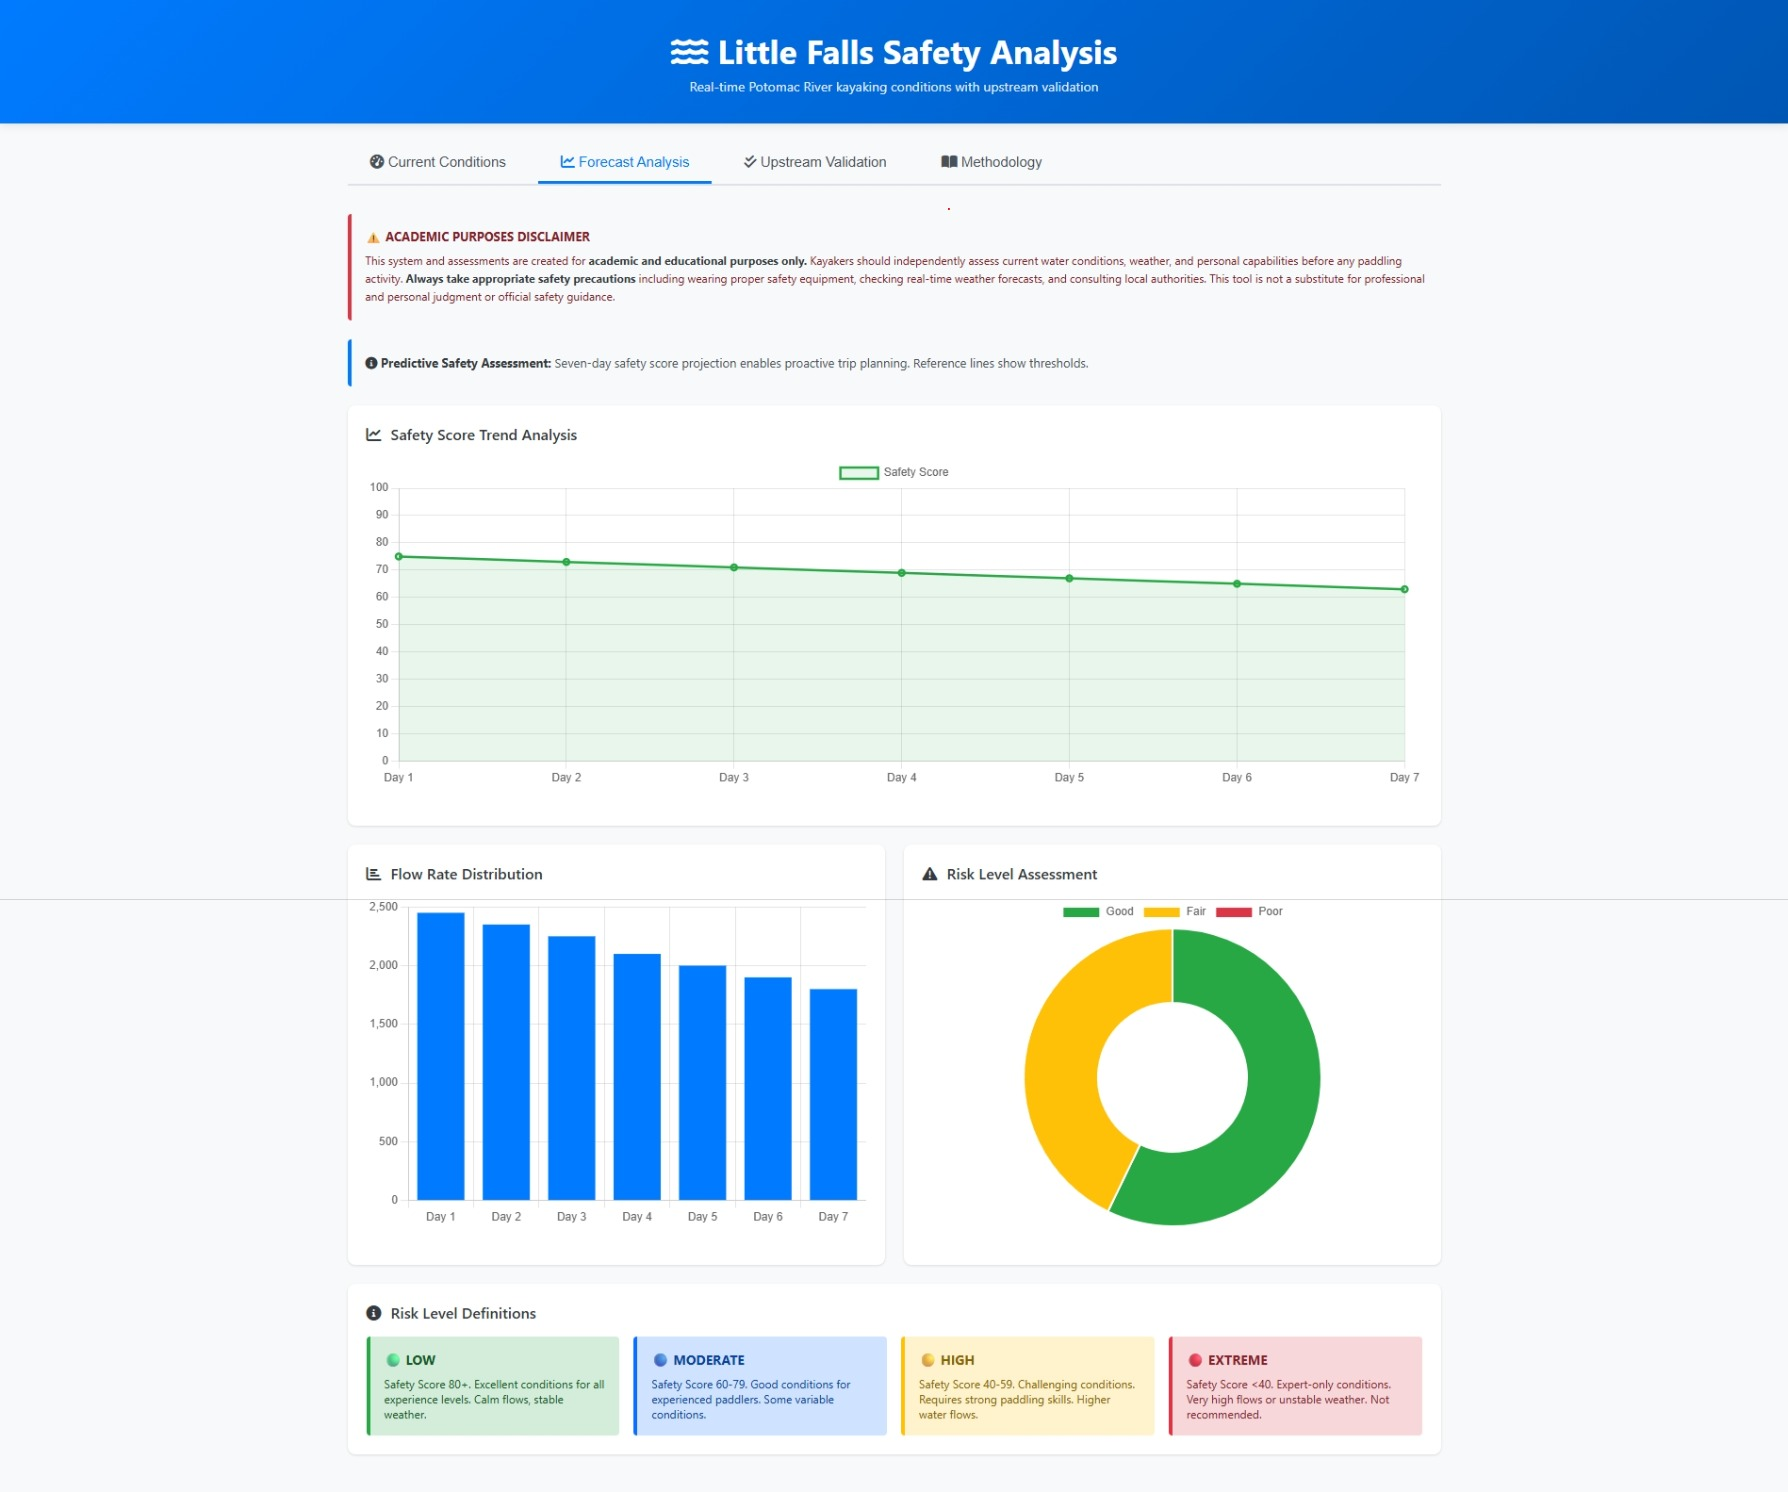 Little Falls Safety Analysis
Real-time Potomac River kayaking conditions with upstream validation
Current Conditions
Forecast Analysis
Upstream Validation
Methodology
ACADEMIC PURPOSES DISCLAIMER
This system and assessments are created for academic and educational purposes only. Kayakers should independently assess current water conditions, weather, and personal capabilities before any paddling
activity. Always take appropriate safety precautions including wearing proper safety equipment, checking real-time weather forecasts, and consulting local authorities. This tool is not a substitute for professional
and personal judgment or official safety guidance.
Predictive Safety Assessment: Seven-day safety score projection enables proactive trip planning. Reference lines show thresholds.
Safety Score Trend Analysis
Safety Score
100
90
80
70
60
50
40
30
20
10
0
Day 1 Day 2 Day 3 Day 4 Day 5 Day 6 Day 7
Flow Rate Distribution
2,500
2,000
1,500
1,000
500
0
Day 1 Day 2 Day 3 Day 4 Day 5 Day 6 Day 7
Risk Level Assessment
Good Fair Poor
Risk Level Definitions
LOW
Safety Score 80+. Excellent conditions for all
experience levels. Calm flows, stable
weather.
MODERATE
Safety Score 60-79. Good conditions for
experienced paddlers. Some variable
conditions.
HIGH
Safety Score 40-59. Challenging conditions.
Requires strong paddling skills. Higher
water flows.
EXTREME
Safety Score <40. Expert-only conditions.
Very high flows or unstable weather. Not
recommended.